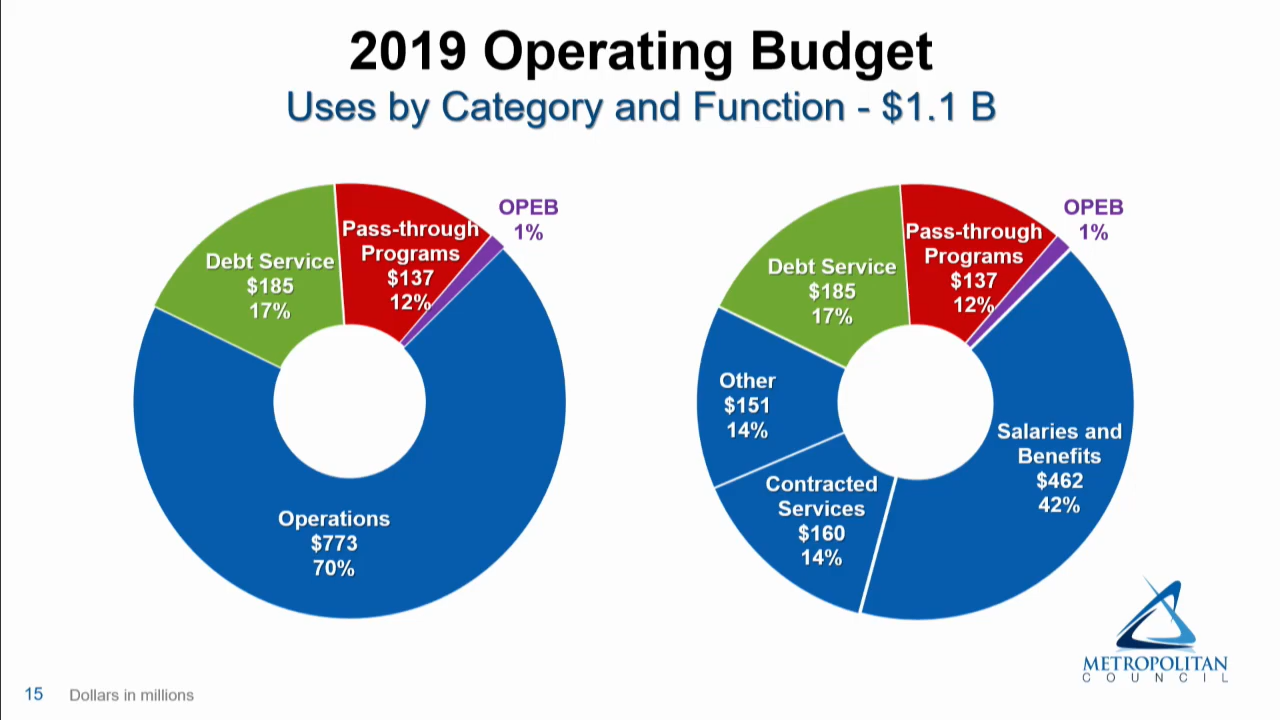 2019 Operating Budget
Uses by Category and Function - $1.1 B
OPEB
1%
Pass-through
Programs
$137
12%
Debt Service
$185
17%
Operations
$773
70%
OPEB
1%
Pass-through
Programs
$137
12%
Debt Service
$185
17%
Other
$151
14%
Salaries and
Benefits
$462
42%
Contracted
Services
$160
14%
METROPOLITAN
COUNCIL
15 Dollars in millions